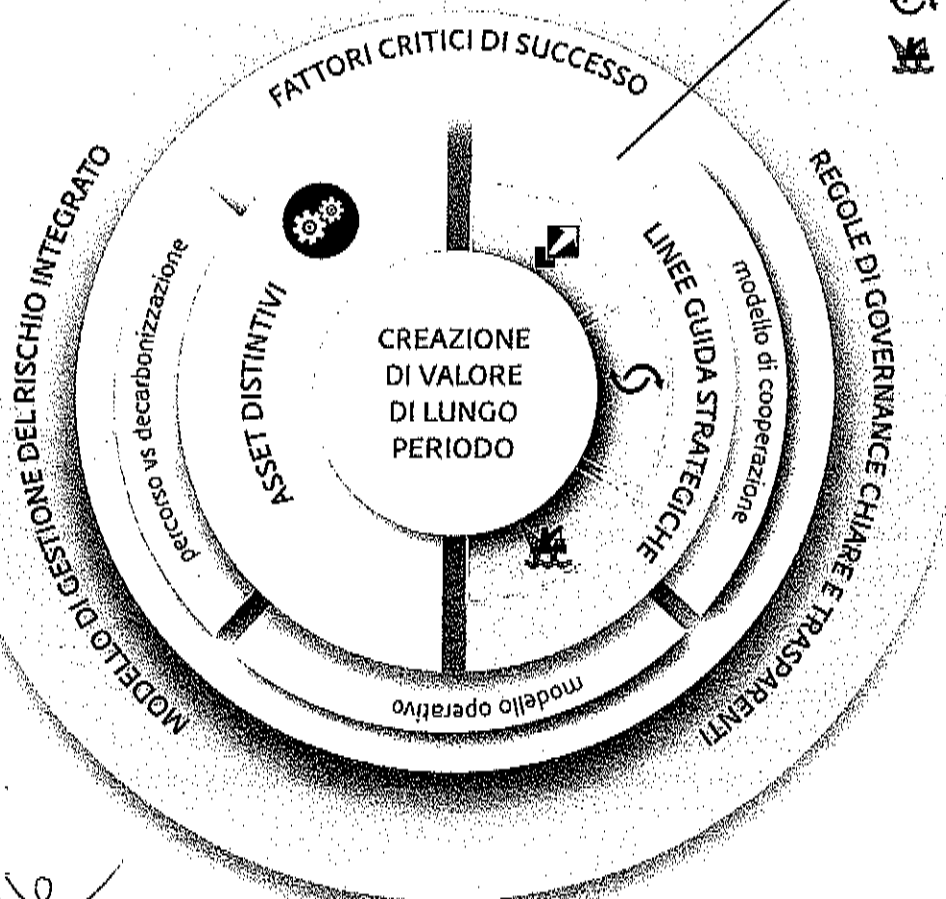 FATTORI CRITICI DI SUCCESSO
MODELLO DI GESTIONE DEL RISCHIO INTEGRATO
REGOLE DI GOVERNANCE CHIARE E TRASPARENTI
percorso vs decarbonizzazione
ASSET DISTINTIVI
CREAZIONE
DI VALORE
DI LUNGO
PERIODO
LINEE GUIDA STRATEGICHE
modello di cooperazione
modello operativo